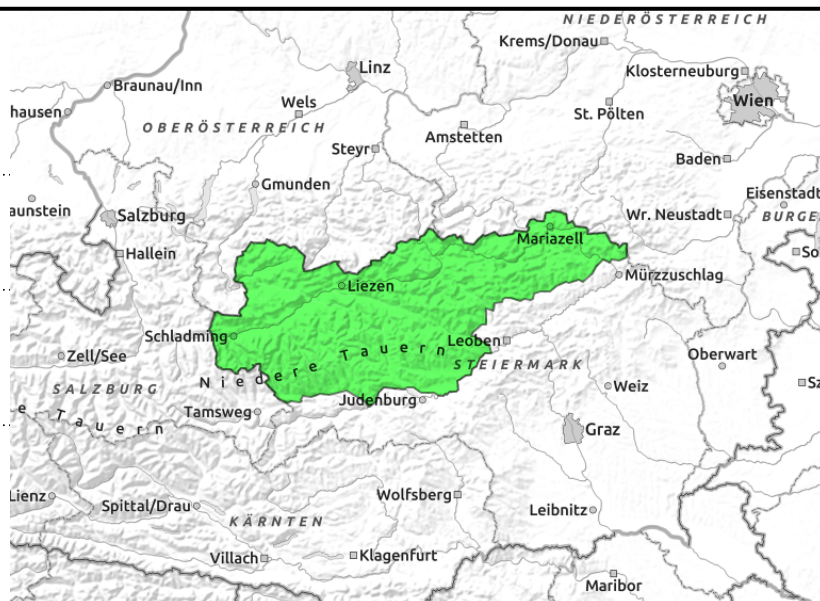 NIEDERÖSTERREICH
Krems/Donau
Linz
Klosterneuburg
Braunau/Inn
Wels
Wien
hausen
St. Pölten
OBERÖSTERREICH
Amstetten
Steyr
Baden
Gmunden
Eisenstadt
aunstein
Salzburg
Wr. Neustadt
BURGE
Mariazell
Hallein
So
Mürzzuschlag
Liezen
Schladming
Leoben
Zell/See
Niedere Tauern
STEIERMARK
Oberwart
SALZBURG
Weiz
Sz
Judenburg
Tamsweg
e Tauern
Graz
Lienz
Wolfsberg
Spittal/Drau
Leibnitz
KÄRNTEN
Villach
Klagenfurt
Maribor